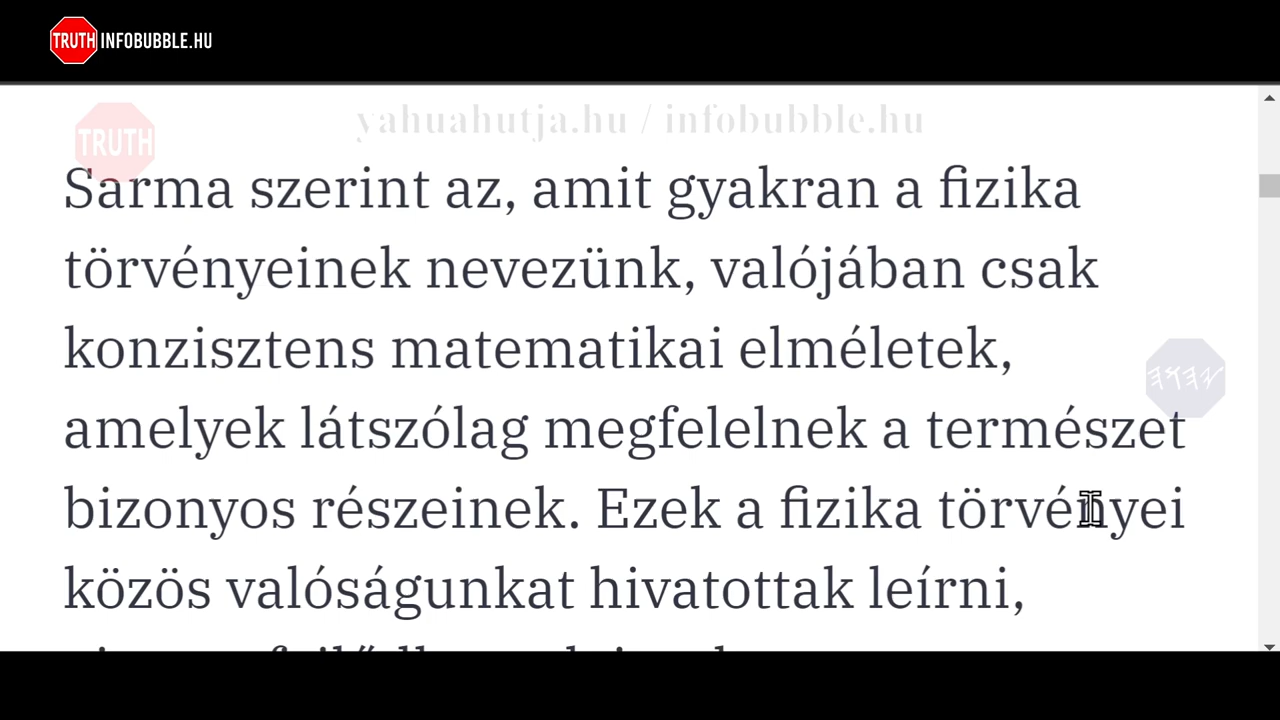 TRUTH INFOBUBBLE.HU
yahuahutja.hu / infobubble.hu
TRUTH
Sarma szerint az, amit gyakran a fizika
törvényeinek nevezünk, valójában csak
konzisztens matematikai elméletek,
amelyek látszólag megfelelnek a természet
bizonyos részeinek. Ezek a fizika törvényei
közös valóságunkat hivatottak leírni,